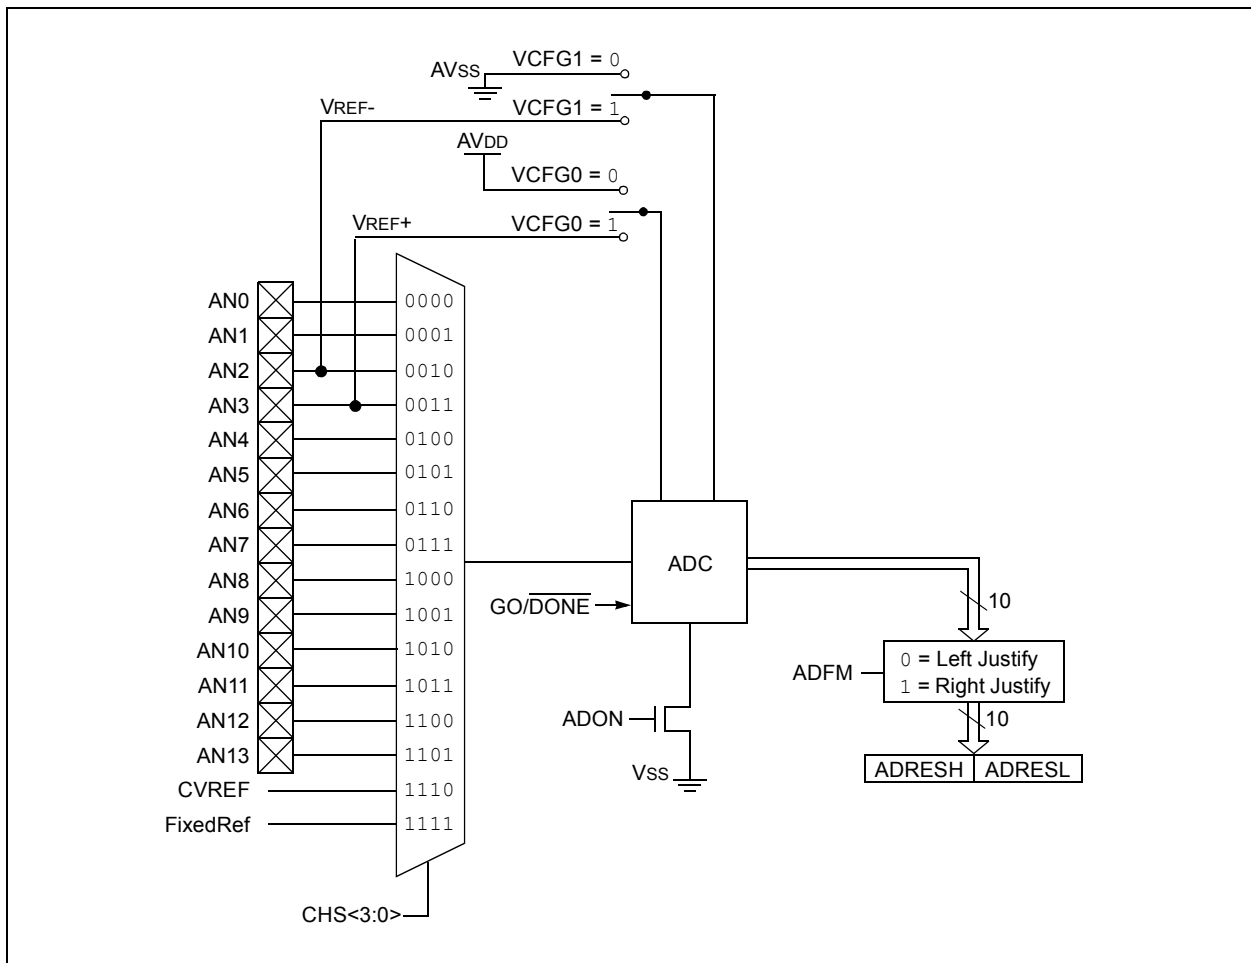 AVSS
VCFG1 = 0
VREF-
VCFG1 = 1
AVDD
VCFG0 = 0
VREF+
VCFG0 = 1
AN0
0000
AN1
0001
AN2
0010
AN3
0011
AN4
0100
AN5
0101
AN6
0110
AN7
0111
AN8
1000
AN9
1001
AN10
1010
AN11
1011
AN12
1100
AN13
1101
CVREF
1110
FixedRef
1111
CHS<3:0>
ADC
GO/DONE
ADON
VSS
10
ADFM
0 = Left Justify
1 = Right Justify
10
ADRESH
ADRESL